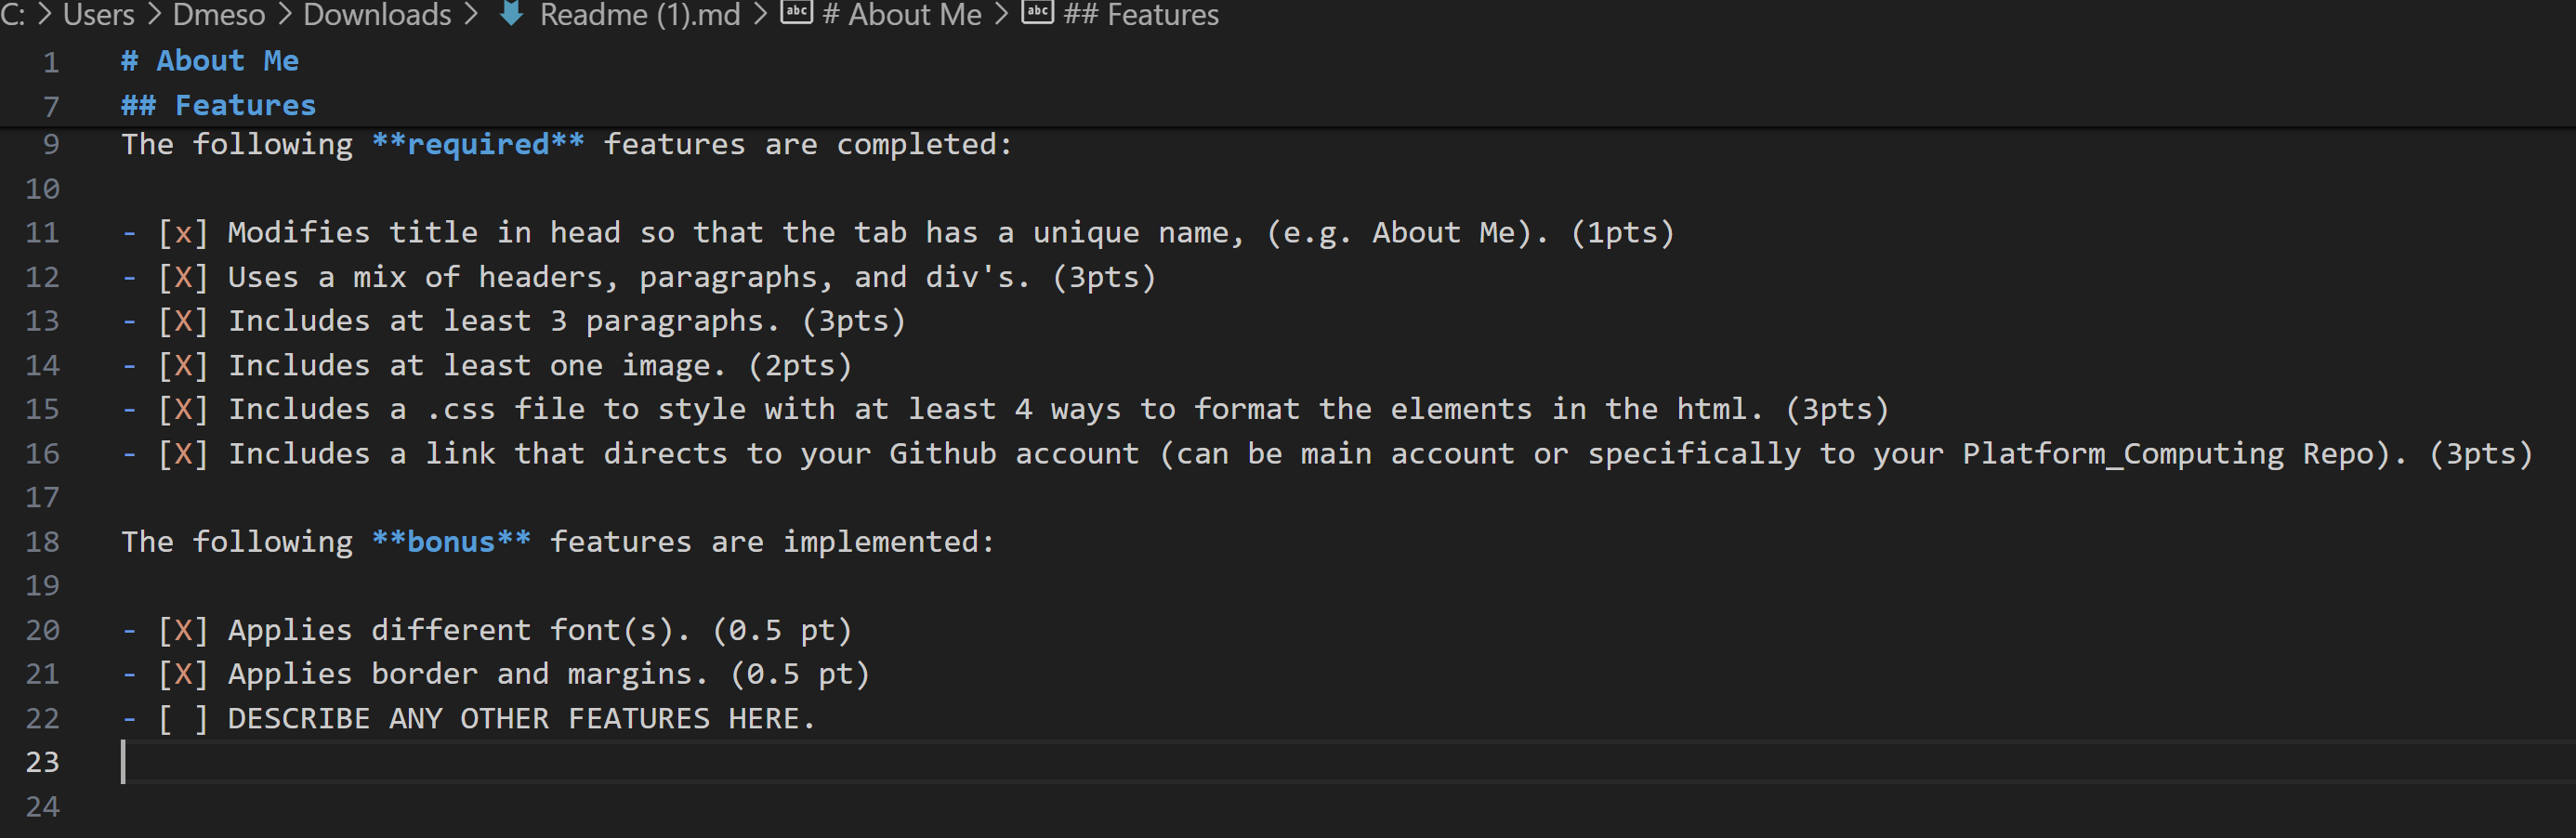 C: > Users > Dmeso > Downloads > Readme (1).md > abc # About Me > abc ## Features
1 # About Me
7 ## Features
9 The following **required** features are completed:
10
11 - [x] Modifies title in head so that the tab has a unique name, (e.g. About Me). (1pts)
12 - [X] Uses a mix of headers, paragraphs, and div's. (3pts)
13 - [X] Includes at least 3 paragraphs. (3pts)
14 - [X] Includes at least one image. (2pts)
15 - [X] Includes a .css file to style with at least 4 ways to format the elements in the html. (3pts)
16 - [X] Includes a link that directs to your Github account (can be main account or specifically to your Platform_Computing Repo). (3pts)
17
18 The following **bonus** features are implemented:
19
20 - [X] Applies different font(s). (0.5 pt)
21 - [X] Applies border and margins. (0.5 pt)
22 - [ ] DESCRIBE ANY OTHER FEATURES HERE.
23
24